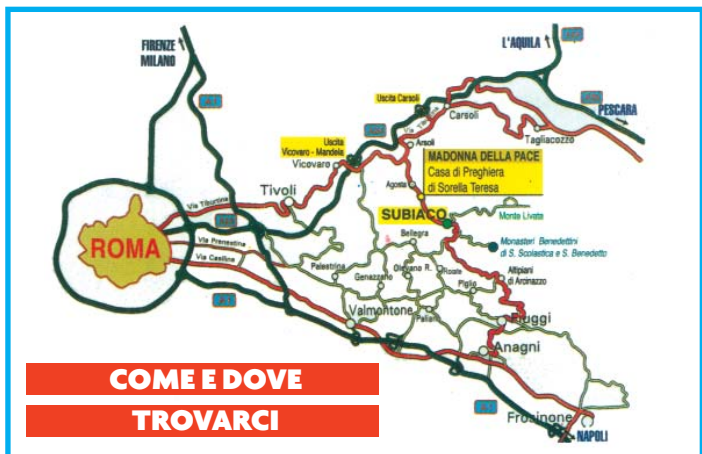 FIRENZE
MILANO
L'AQUILA
PESCARA
Uscita Carsoli
Via Tiburtina
Carsoli
Tagliacozzo
Uscita
Vicovaro - Mandela
Vicovaro
Arsoli
MADONNA DELLA PACE
Casa di Preghiera
di Sorella Teresa
Agosta
Tivoli
SUBIACO
Monte Livata
Via Tiburtina
ROMA
Via Prenestina
Via Casilina
Bellegra
Monasteri Benedettini
di S. Scolastica e S. Benedetto
Palestrina
Genazzano
Olevano R.
Roiate
Piglio
Altipiani
di Arcinazzo
Valmontone
Paliano
Fiuggi
Anagni
COME E DOVE
TROVARCI
Frosinone
NAPOLI